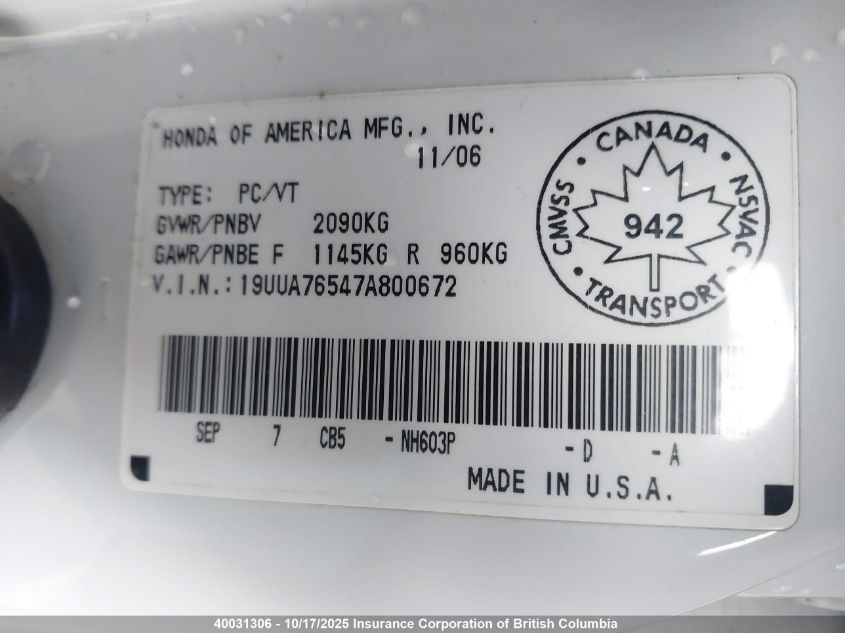 HONDA OF AMERICA MFG., INC.
11/06
TYPE: PC/VT
GVWR/PNBV 2090KG
GAWR/PNBE F 1145KG R 960KG
V.I.N.: 19UUA76547A800672
CANADA • NSVAC • TRANSPORT • CMVSS •
942
SEP 7 CB5 -NH603P -D -A
MADE IN U.S.A.
40031306 - 10/17/2025 Insurance Corporation of British Columbia